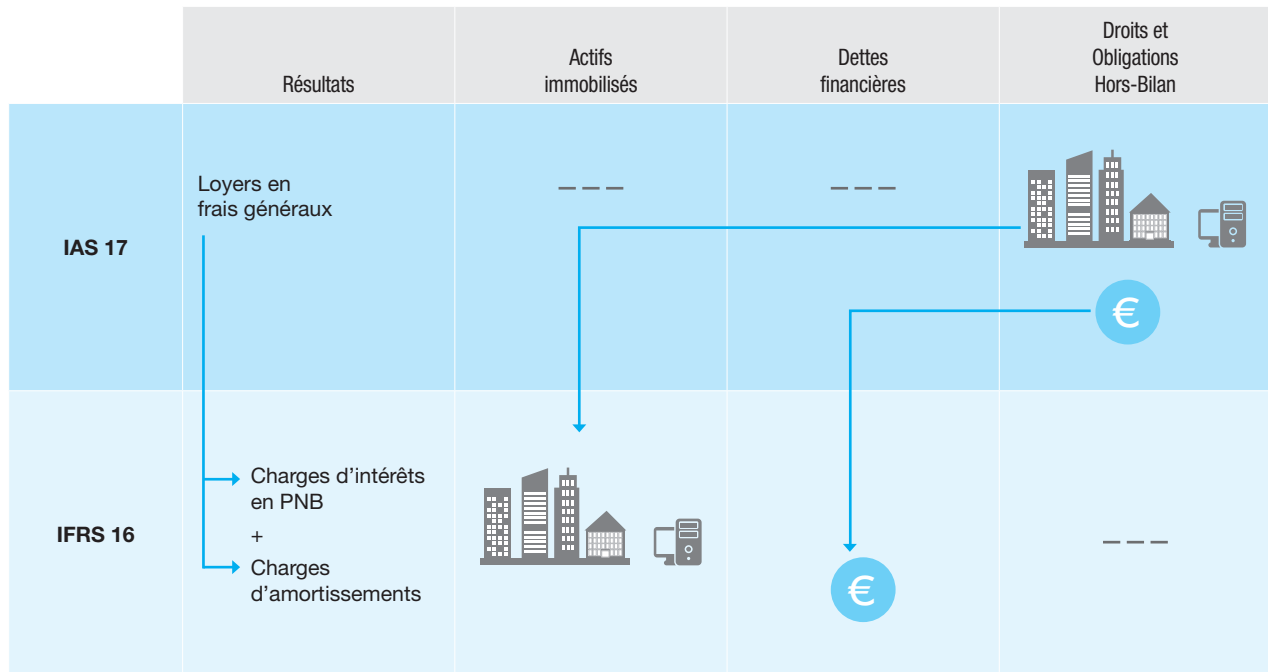 Résultats
Actifs
immobilisés
Dettes
financières
Droits et
Obligations
Hors-Bilan
IAS 17
Loyers en
frais généraux
€
IFRS 16
Charges d'intérêts
en PNB
+
Charges
d'amortissements
€